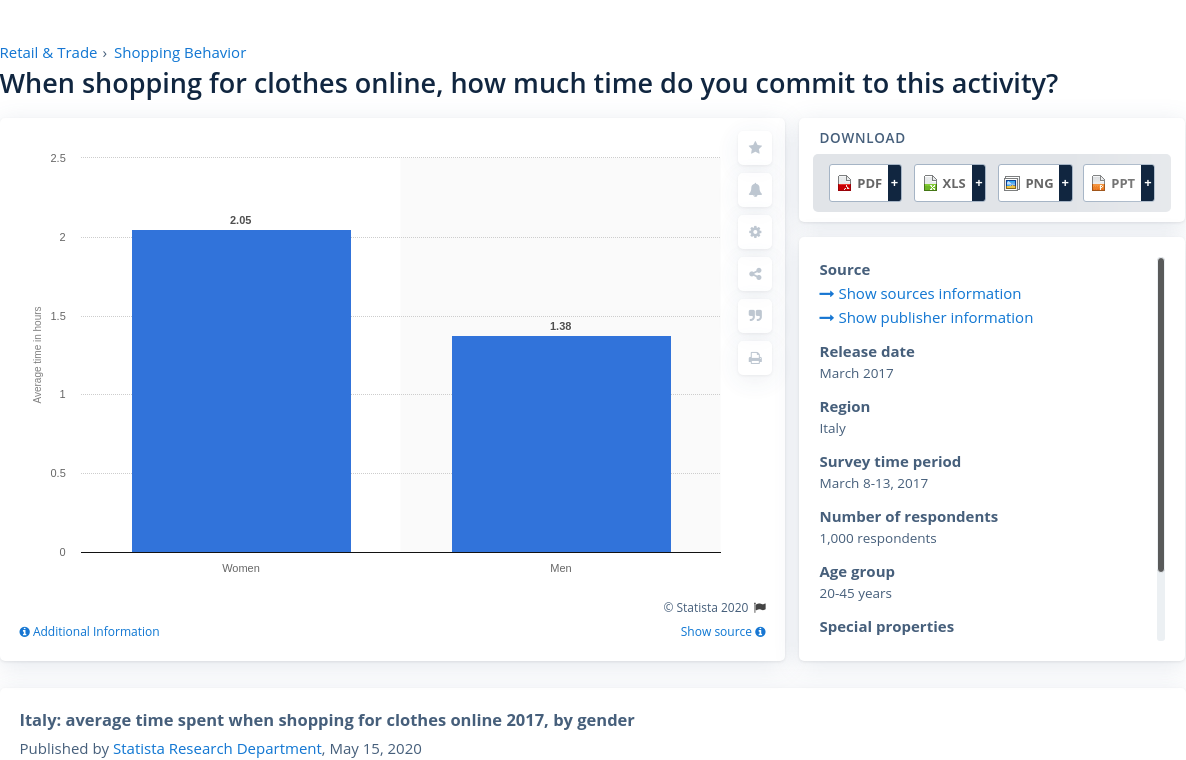 Retail & Trade › Shopping Behavior
When shopping for clothes online, how much time do you commit to this activity?
2.5
2
1.5
1
0.5
0
Average time in hours
2.05
1.38
Women
Men
© Statista 2020
Additional Information
Show source
DOWNLOAD
PDF +
XLS +
PNG +
PPT +
Source
Show sources information
Show publisher information
Release date
March 2017
Region
Italy
Survey time period
March 8-13, 2017
Number of respondents
1,000 respondents
Age group
20-45 years
Special properties
Italy: average time spent when shopping for clothes online 2017, by gender
Published by Statista Research Department, May 15, 2020